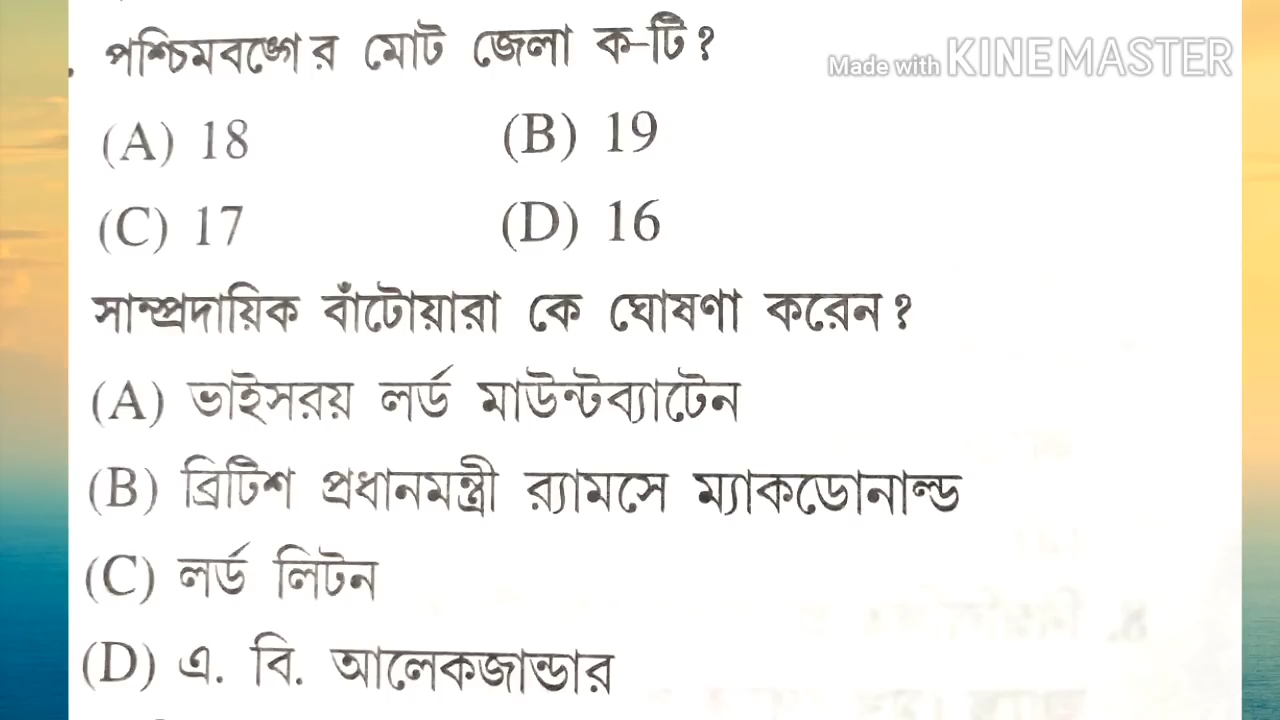 পশ্চিমবঙ্গের মোট জেলা ক-টি?
Made with KINEMASTER
(A) 18 (B) 19
(C) 17 (D) 16
সাম্প্রদায়িক বাঁটোয়ারা কে ঘোষণা করেন?
(A) ভাইসরয় লর্ড মাউন্টব্যাটেন
(B) ব্রিটিশ প্রধানমন্ত্রী র‍্যামসে ম্যাকডোনাল্ড
(C) লর্ড লিটন
(D) এ. বি. আলেকজান্ডার